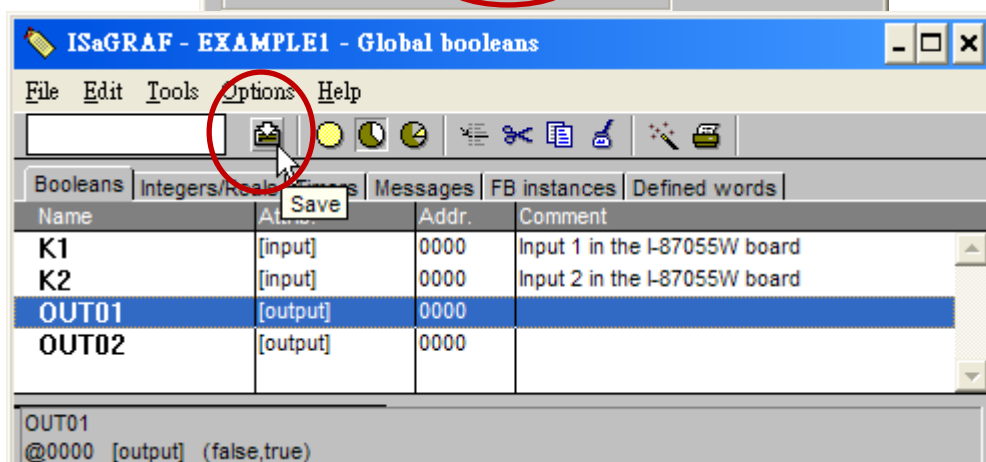 ISaGRAF - EXAMPLE1 - Global booleans
File Edit Tools Options Help
Booleans Integers/Reals Timers Messages FB instances Defined words
Save
Name Attrib. Addr. Comment
K1 [input] 0000 Input 1 in the I-87055W board
K2 [input] 0000 Input 2 in the I-87055W board
OUT01 [output] 0000
OUT02 [output] 0000
OUT01
@0000 [output] (false,true)